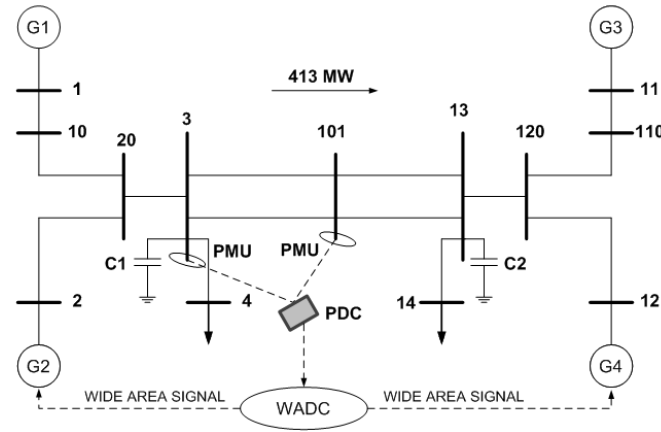 G1
G3
413 MW
1
11
3
13
10
101
120
110
20
PMU
PMU
C1
C2
2
4
PDC
14
12
G2
G4
WIDE AREA SIGNAL
WADC
WIDE AREA SIGNAL